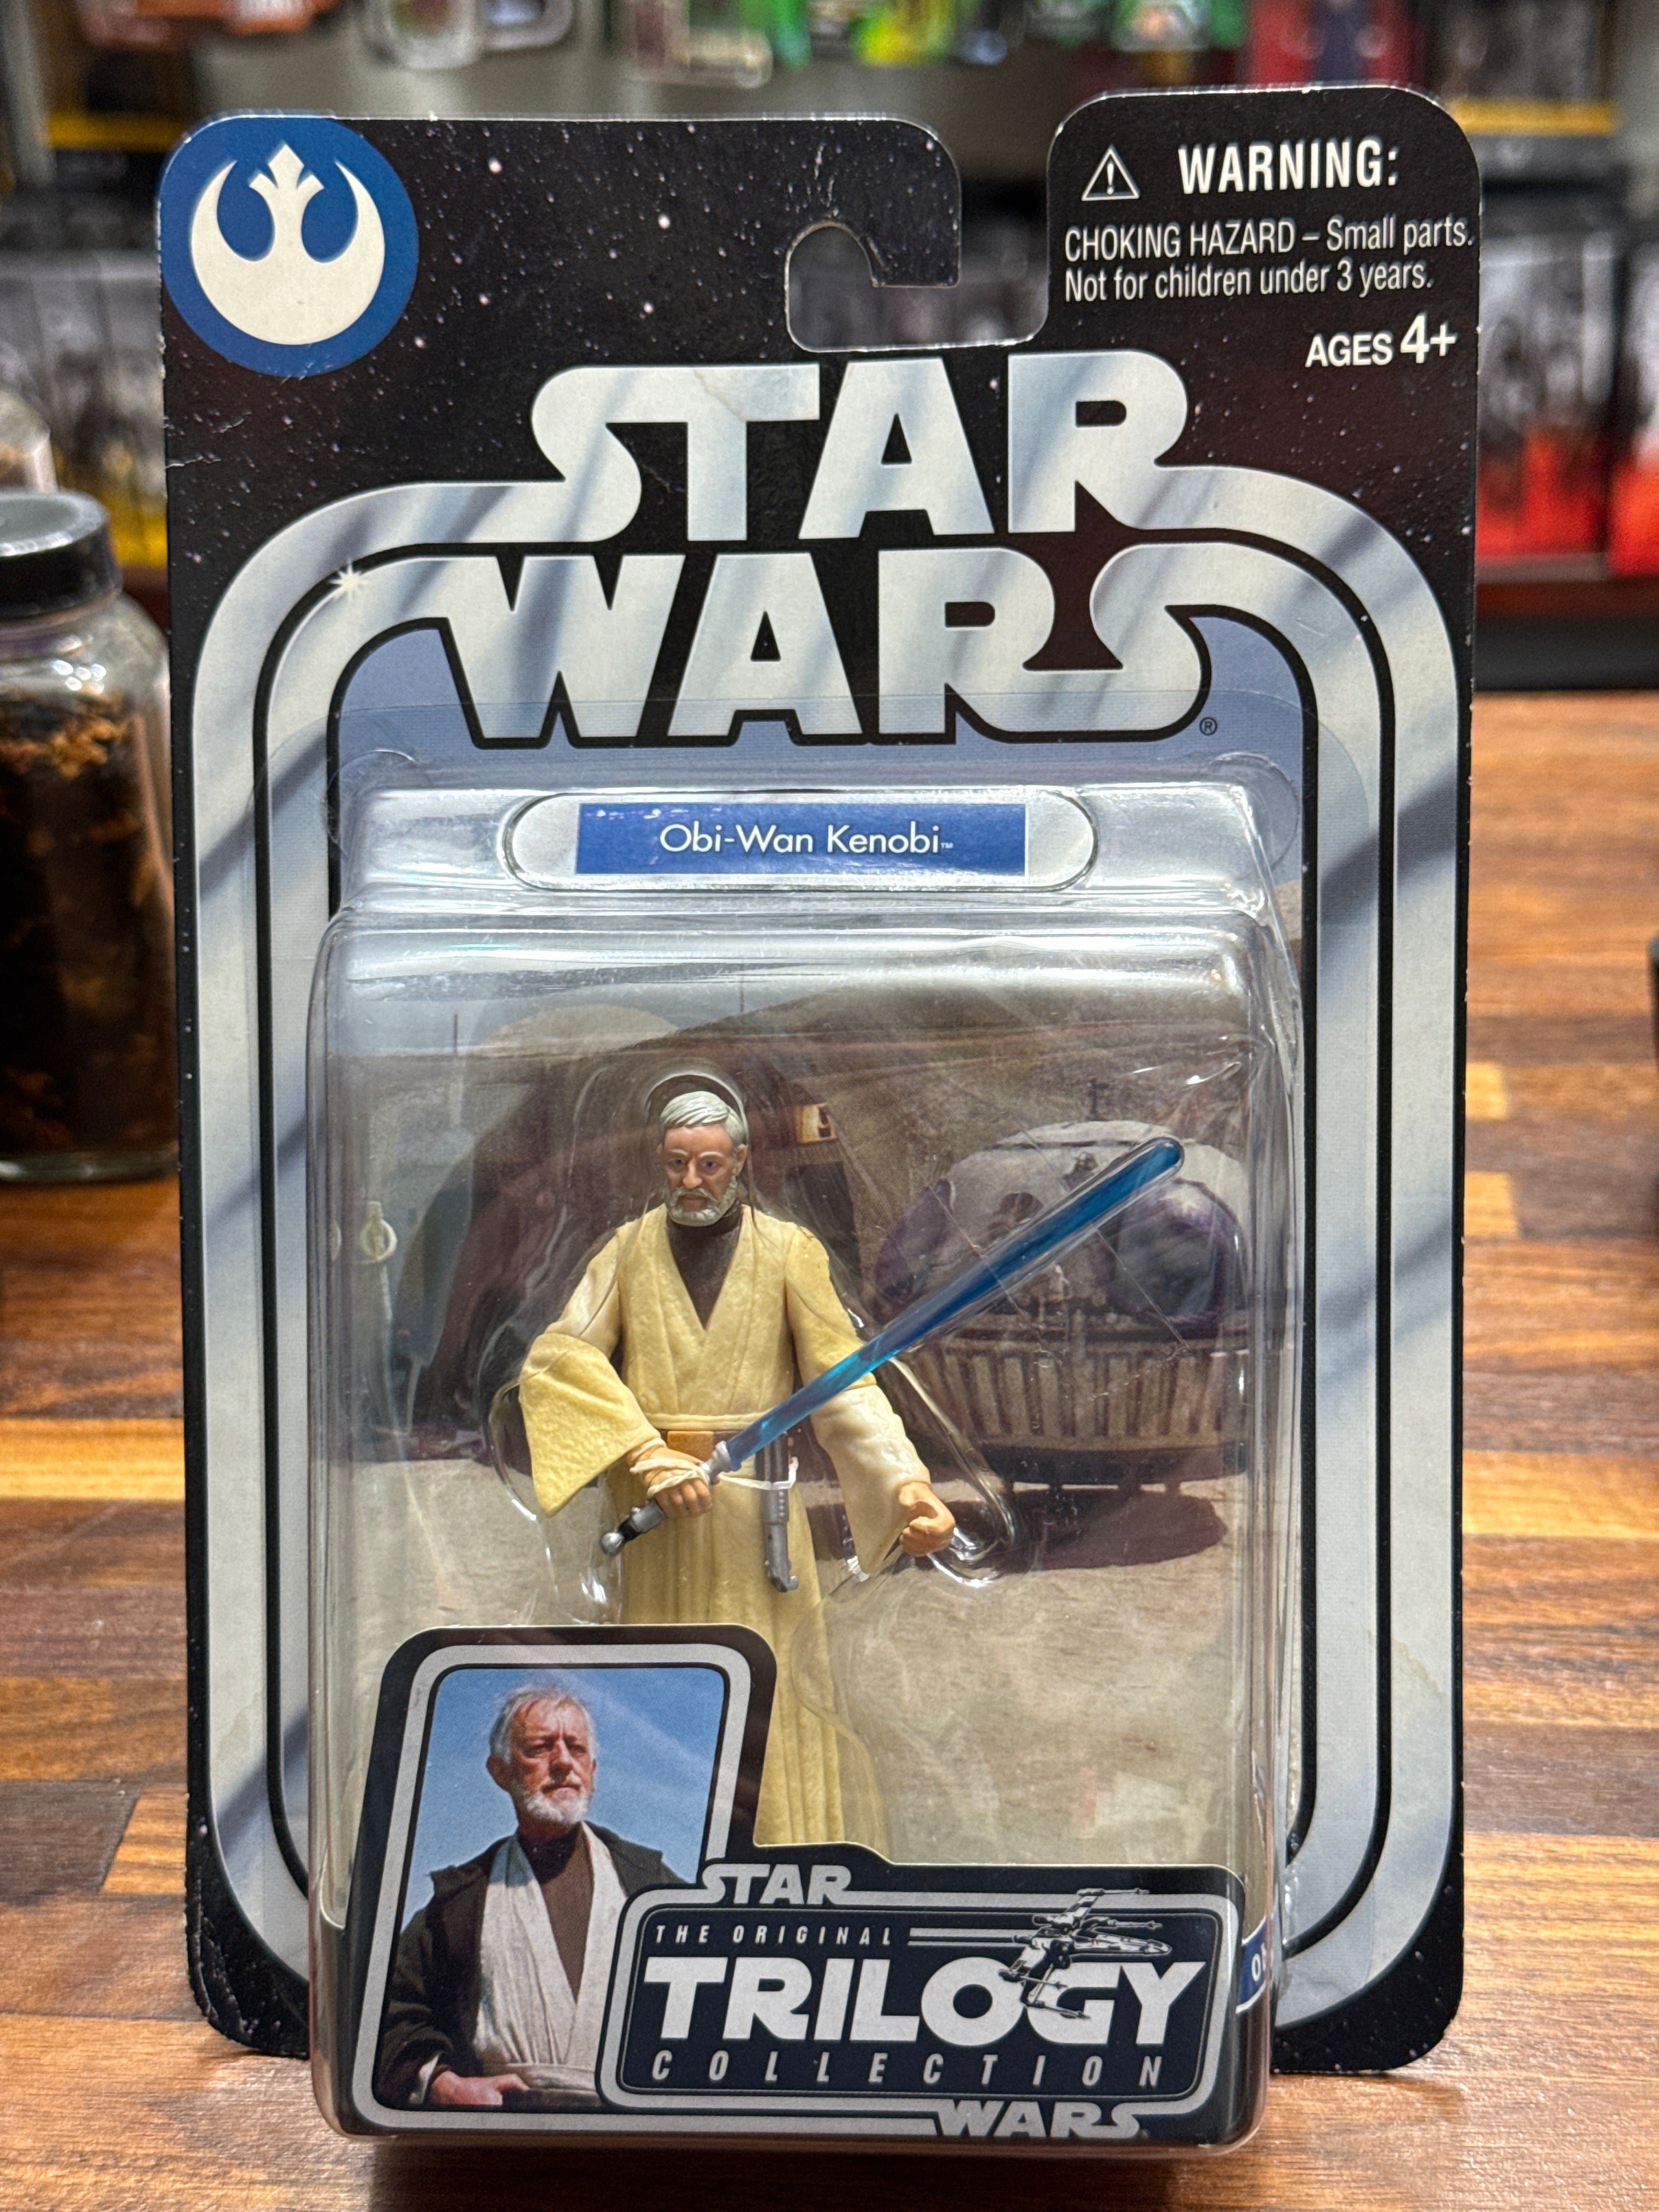 WARNING:
CHOKING HAZARD – Small parts.
Not for children under 3 years.
AGES 4+
STAR
WARS®
Obi-Wan Kenobi™
STAR
THE ORIGINAL
TRILOGY
COLLECTION
WARS